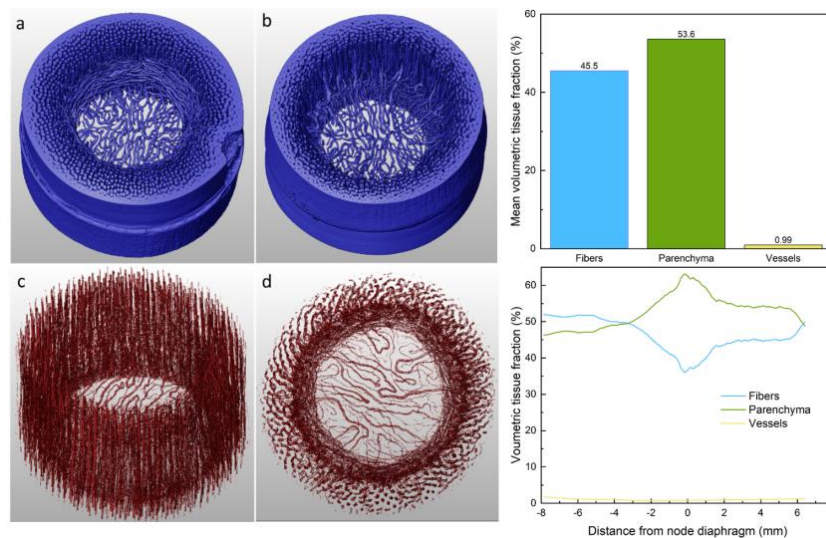 a
b
c
d
Mean volumetric tissue fraction (%)
60
40
20
0
45.5
53.6
0.99
Fibers
Parenchyma
Vessels
Voumetric tissue fraction (%)
60
50
40
30
20
10
0
Fibers
Parenchyma
Vessels
-8 -6 -4 -2 0 2 4 6
Distance from node diaphragm (mm)